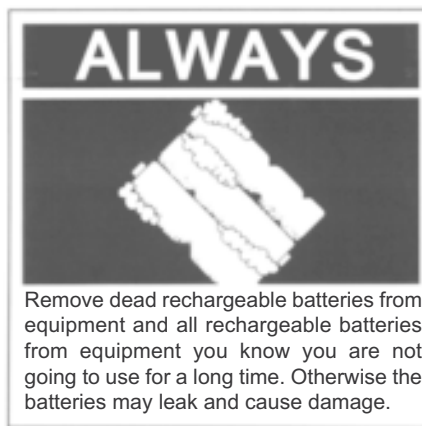 ALWAYS
Remove dead rechargeable batteries from
equipment and all rechargeable batteries
from equipment you know you are not
going to use for a long time. Otherwise the
batteries may leak and cause damage.